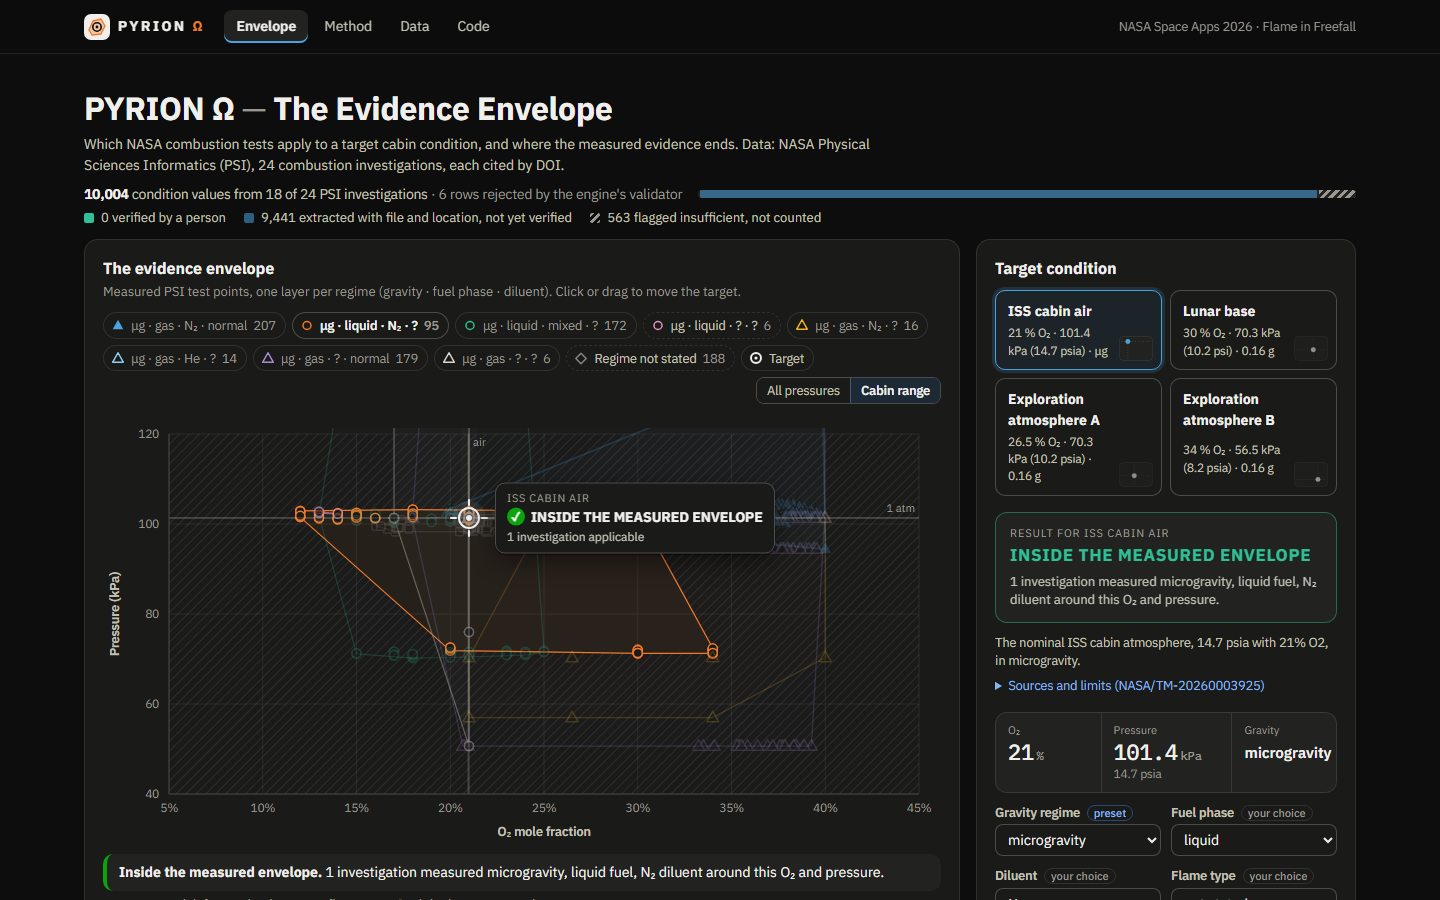 PYRION Ω
Envelope
Method
Data
Code
NASA Space Apps 2026 · Flame in Freefall
PYRION Ω — The Evidence Envelope
Which NASA combustion tests apply to a target cabin condition, and where the measured evidence ends. Data: NASA Physical
Sciences Informatics (PSI), 24 combustion investigations, each cited by DOI.
10,004 condition values from 18 of 24 PSI investigations · 6 rows rejected by the engine's validator
0 verified by a person
9,441 extracted with file and location, not yet verified
563 flagged insufficient, not counted
The evidence envelope
Measured PSI test points, one layer per regime (gravity · fuel phase · diluent). Click or drag to move the target.
µg · gas · N₂ · normal 207
µg · liquid · N₂ · ? 95
µg · liquid · mixed · ? 172
µg · liquid · ? · ? 6
µg · gas · N₂ · ? 16
µg · gas · He · ? 14
µg · gas · ? · normal 179
µg · gas · ? · ? 6
Regime not stated 188
Target
All pressures
Cabin range
120
100
80
60
40
Pressure (kPa)
air
1 atm
ISS CABIN AIR
INSIDE THE MEASURED ENVELOPE
1 investigation applicable
5%
10%
15%
20%
25%
30%
35%
40%
45%
O₂ mole fraction
Inside the measured envelope. 1 investigation measured microgravity, liquid fuel, N₂ diluent around this O₂ and pressure.
Target condition
ISS cabin air
21 % O₂ · 101.4
kPa (14.7 psia) · µg
Lunar base
30 % O₂ · 70.3 kPa
(10.2 psi) · 0.16 g
Exploration
atmosphere A
26.5 % O₂ · 70.3
kPa (10.2 psia) ·
0.16 g
Exploration
atmosphere B
34 % O₂ · 56.5 kPa
(8.2 psia) · 0.16 g
RESULT FOR ISS CABIN AIR
INSIDE THE MEASURED ENVELOPE
1 investigation measured microgravity, liquid fuel, N₂
diluent around this O₂ and pressure.
The nominal ISS cabin atmosphere, 14.7 psia with 21% O2,
in microgravity.
Sources and limits (NASA/TM-20260003925)
O₂
21 %
Pressure
101.4 kPa
14.7 psia
Gravity
microgravity
Gravity regime preset
microgravity
Fuel phase your choice
liquid
Diluent your choice
Flame type your choice